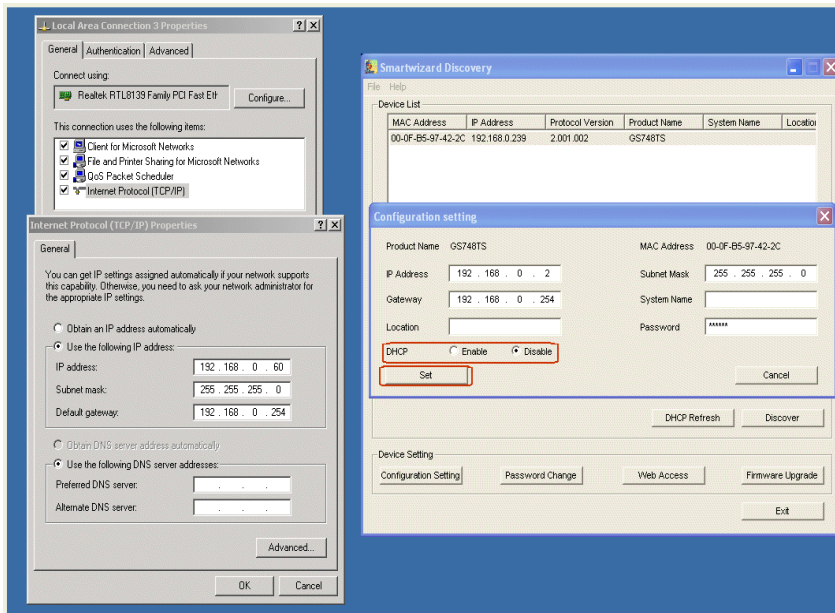 Local Area Connection 3 Properties
General Authentication Advanced
Connect using:
Realtek RTL8139 Family PCI Fast Eth
Configure...
This connection uses the following items:
Client for Microsoft Networks
File and Printer Sharing for Microsoft Networks
QoS Packet Scheduler
Internet Protocol (TCP/IP)
Internet Protocol (TCP/IP) Properties
General
You can get IP settings assigned automatically if your network supports
this capability. Otherwise, you need to ask your network administrator for
the appropriate IP settings.
Obtain an IP address automatically
Use the following IP address:
IP address: 192 . 168 . 0 . 60
Subnet mask: 255 . 255 . 255 . 0
Default gateway: 192 . 168 . 0 . 254
Obtain DNS server address automatically
Use the following DNS server addresses:
Preferred DNS server: . . .
Alternate DNS server: . . .
Advanced...
OK Cancel
Smartwizard Discovery
File Help
Device List
MAC Address IP Address Protocol Version Product Name System Name Location
00-0F-B5-97-42-2C 192.168.0.239 2.001.002 GS748TS
Configuration setting
Product Name GS748TS MAC Address 00-0F-B5-97-42-2C
IP Address 192 . 168 . 0 . 2 Subnet Mask 255 . 255 . 255 . 0
Gateway 192 . 168 . 0 . 254 System Name
Location Password ******
DHCP Enable Disable
Set Cancel
DHCP Refresh Discover
Device Setting
Configuration Setting Password Change Web Access Firmware Upgrade
Exit